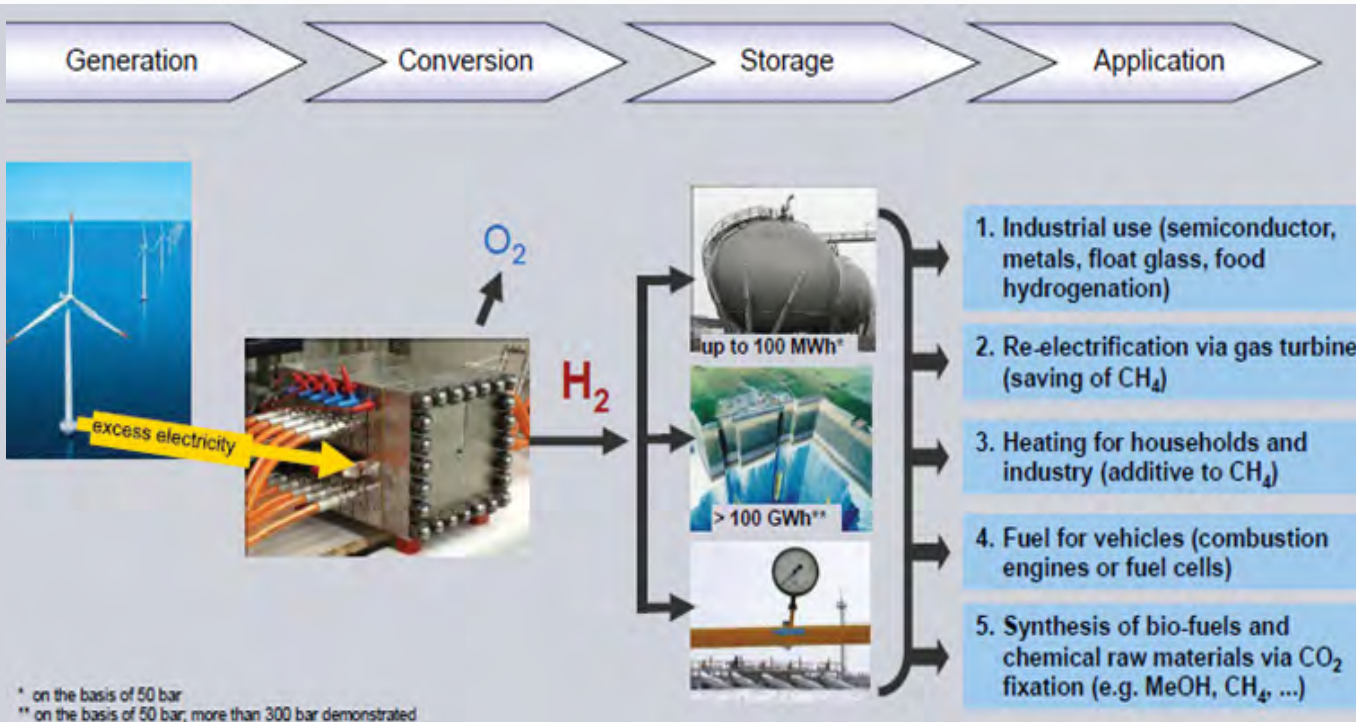 Generation
Conversion
Storage
Application
O₂
H₂
excess electricity
up to 100 MWh*
> 100 GWh**
1. Industrial use (semiconductor,
metals, float glass, food
hydrogenation)
2. Re-electrification via gas turbine
(saving of CH₄)
3. Heating for households and
industry (additive to CH₄)
4. Fuel for vehicles (combustion
engines or fuel cells)
5. Synthesis of bio-fuels and
chemical raw materials via CO₂
fixation (e.g. MeOH, CH₄, ...)
* on the basis of 50 bar
** on the basis of 50 bar; more than 300 bar demonstrated